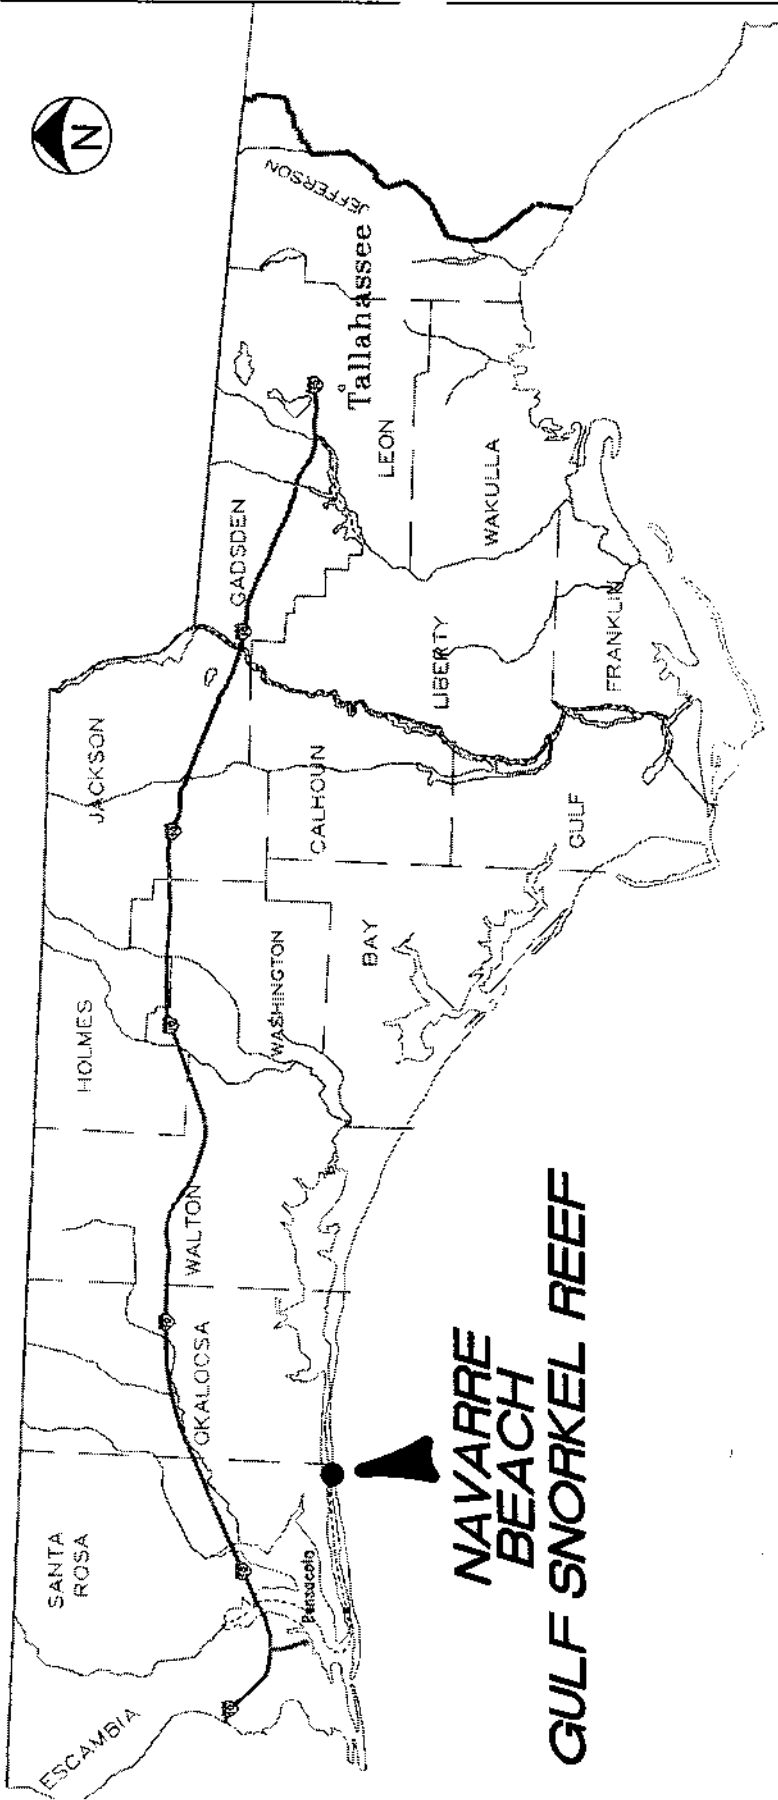 N
ESCAMBIA
SANTA
ROSA
OKALOOSA
WALTON
HOLMES
WASHINGTON
BAY
JACKSON
CALHOUN
GULF
GADSDEN
LIBERTY
FRANKLIN
LEON
WAKULLA
JEFFERSON
Tallahassee
Pensacola
NAVARRE
BEACH
GULF SNORKEL REEF